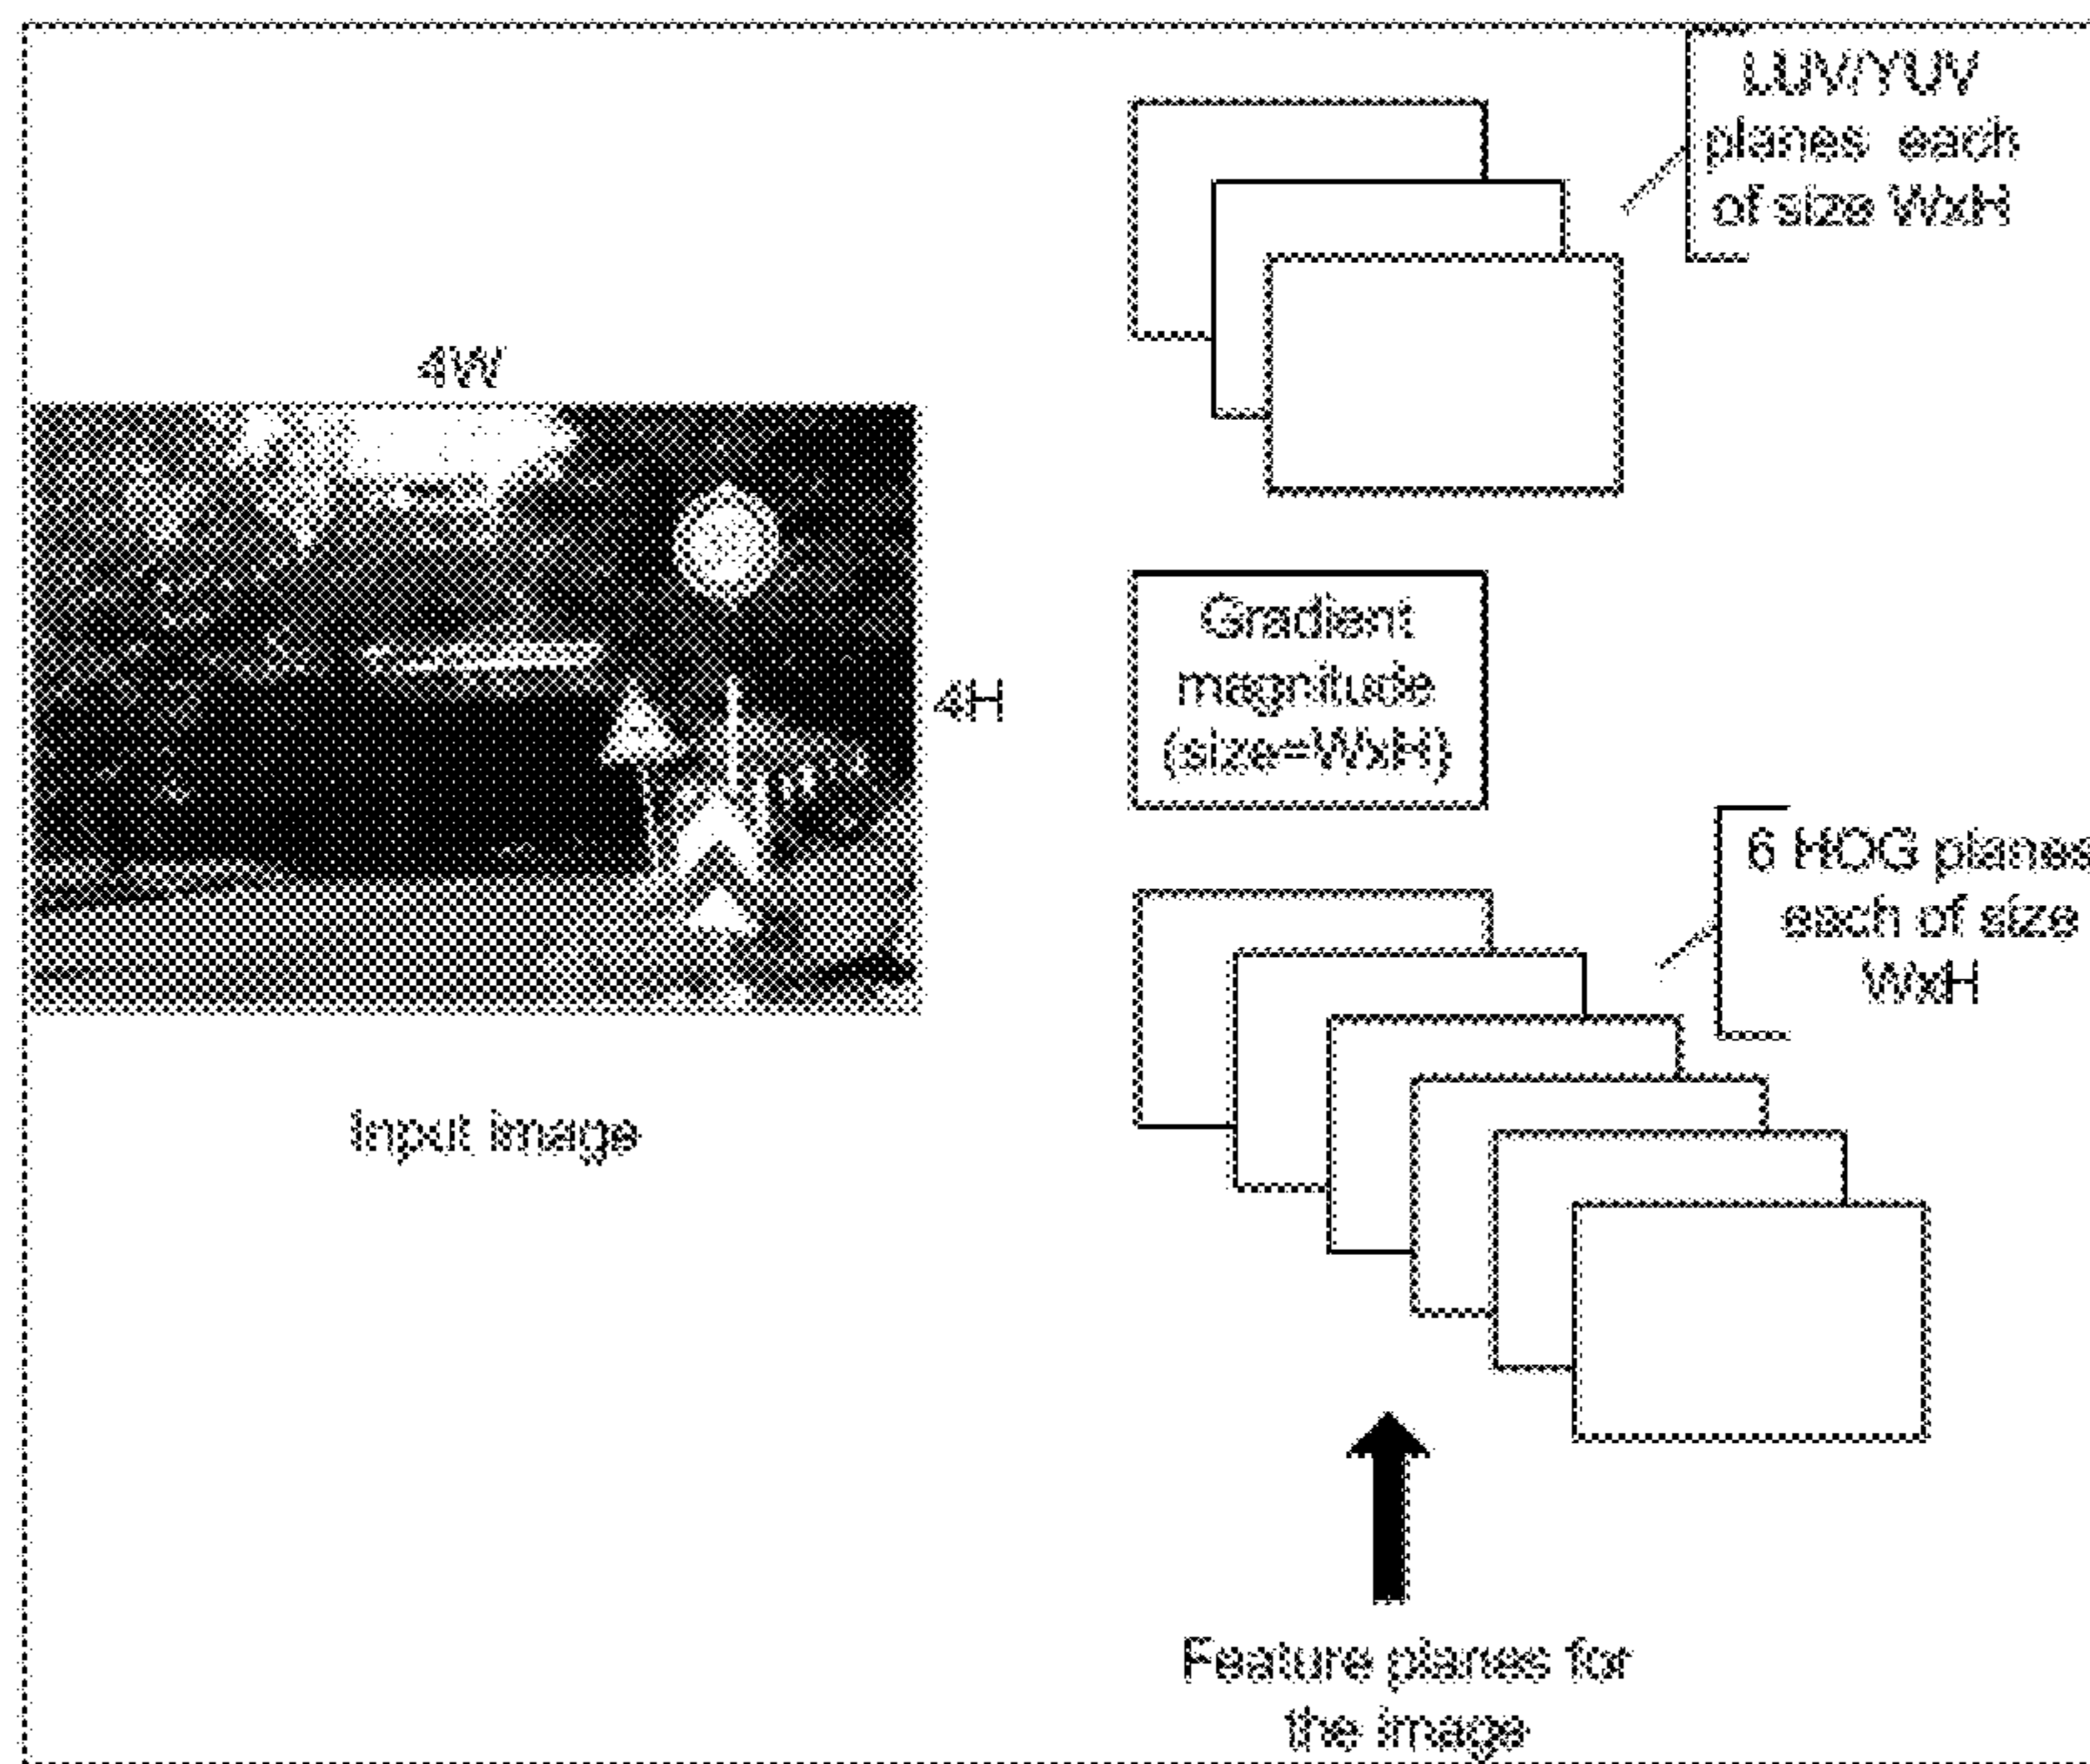 LUV/YUV
planes each
of size WxH
4W
4H
Gradient
magnitude
(size=WxH)
6 HOG planes
each of size
WxH
Input image
Feature planes for
the image